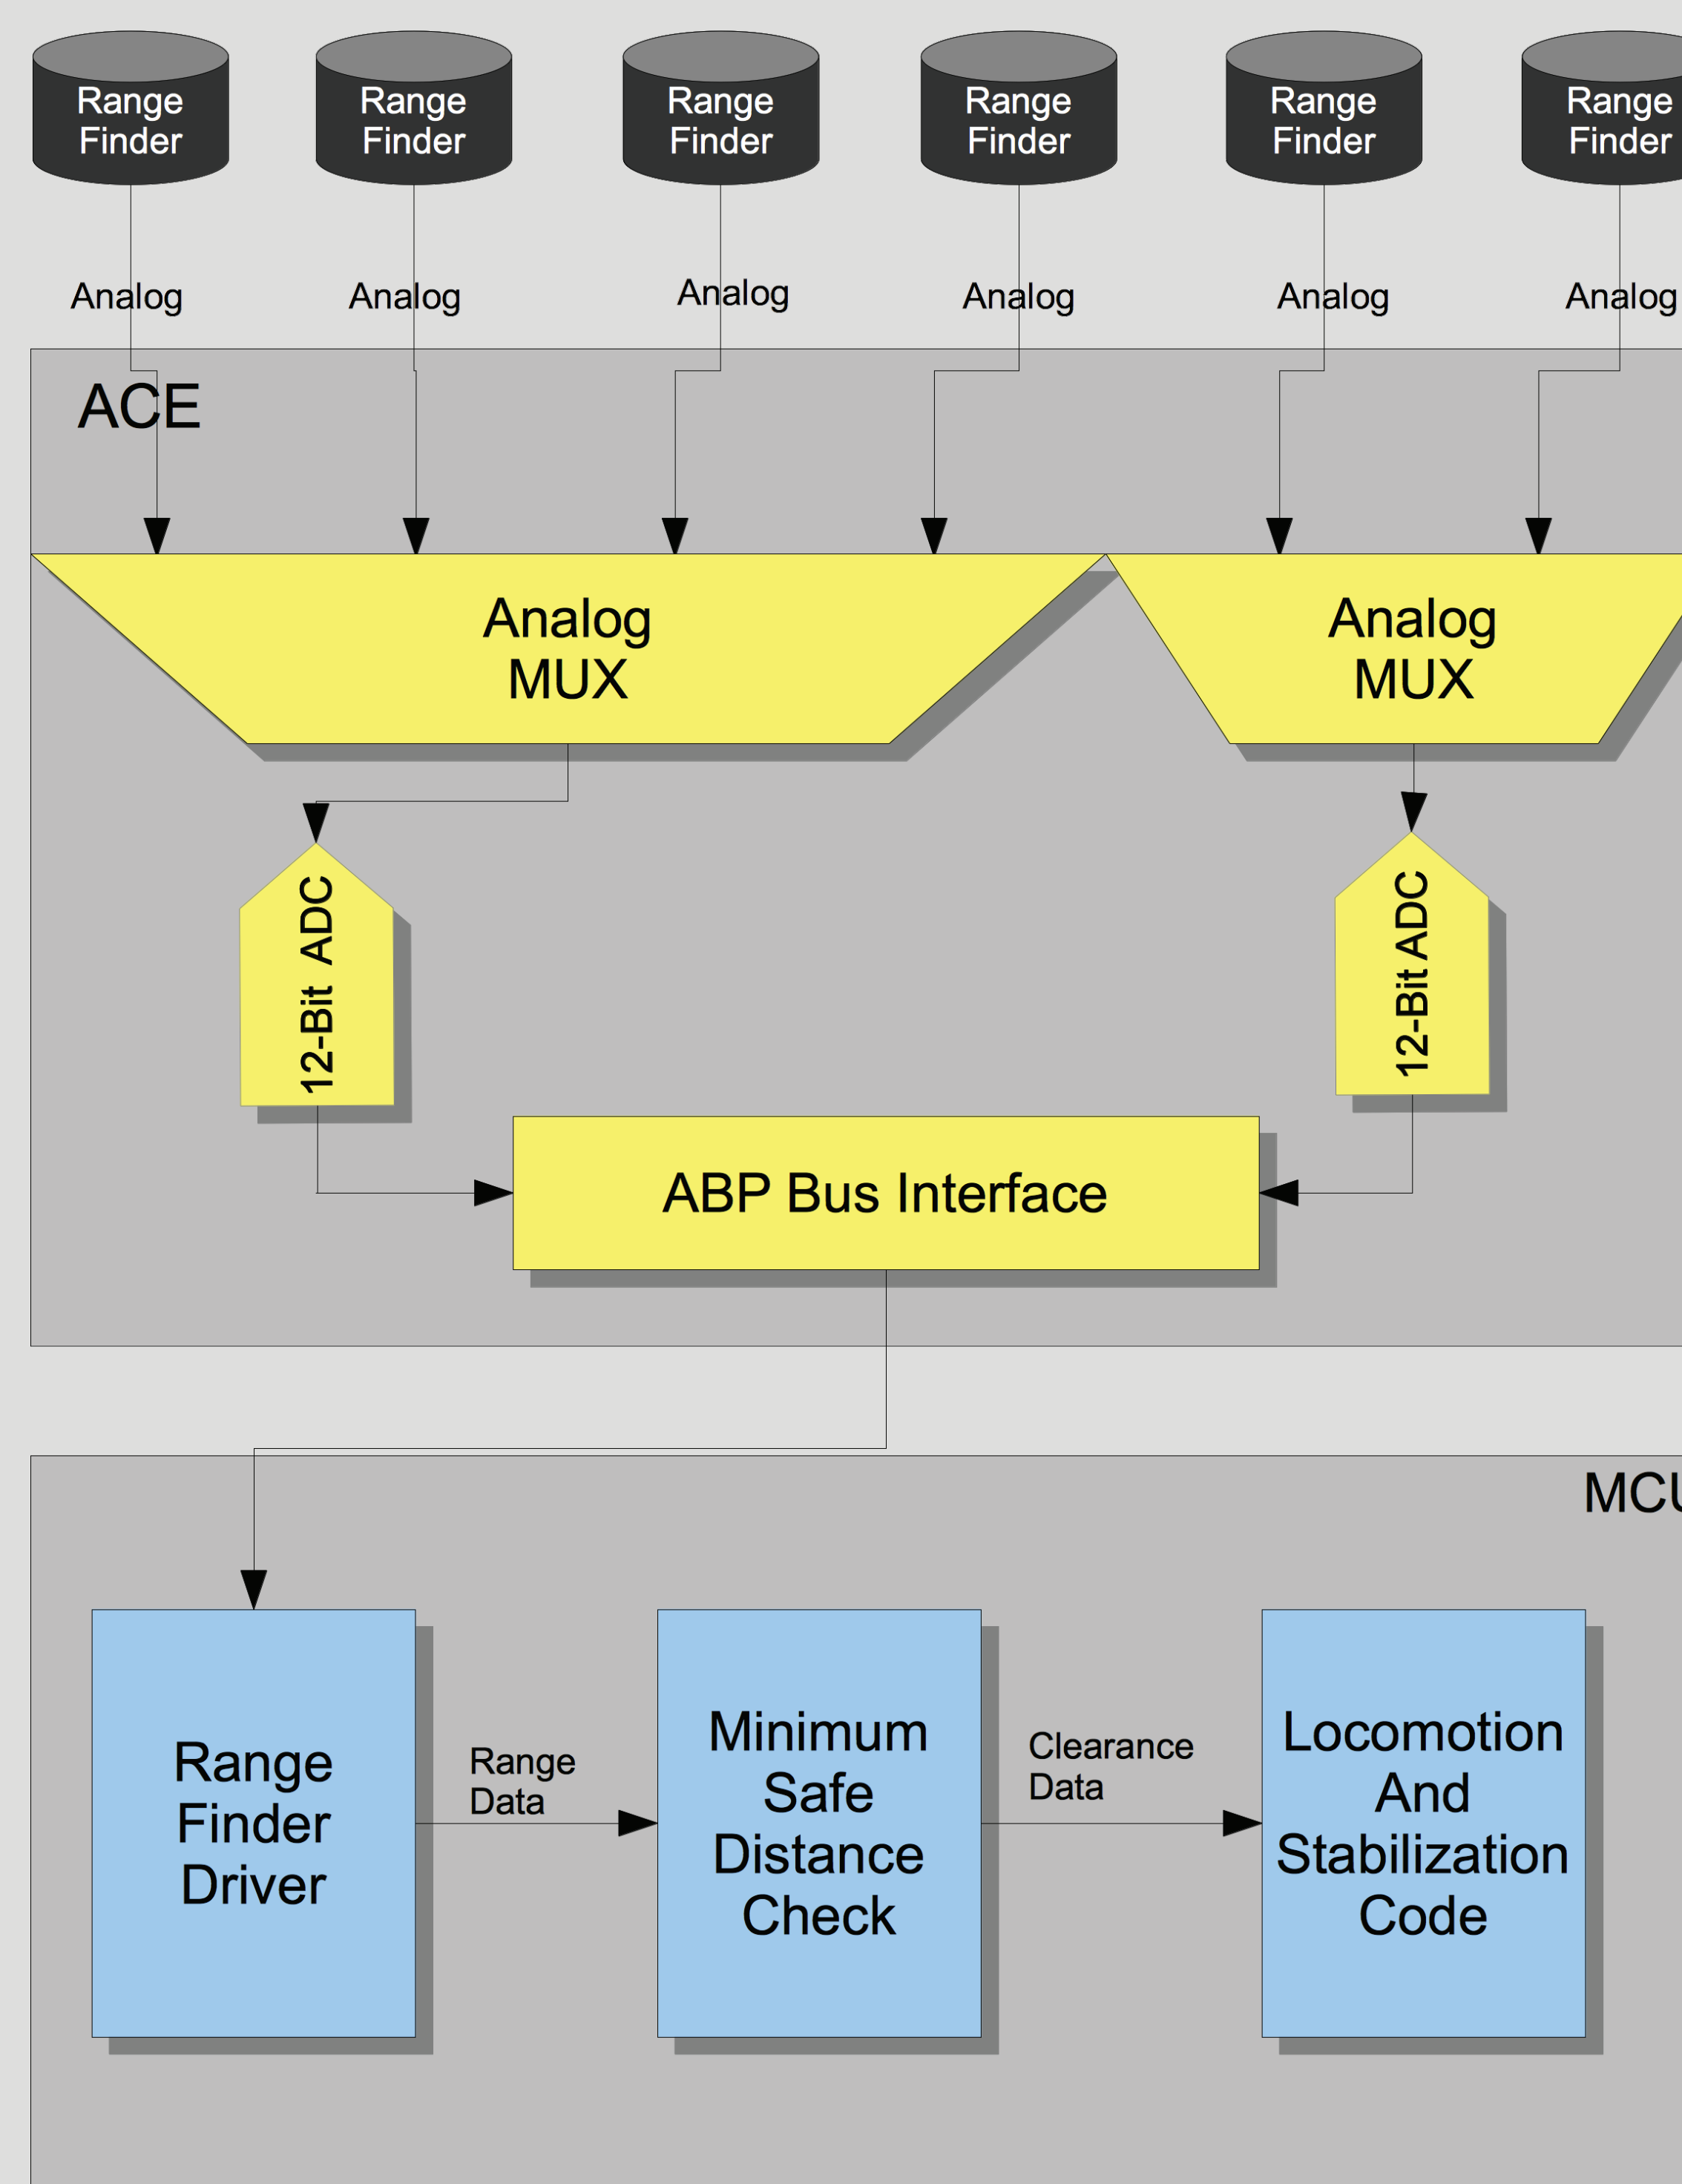 Range
Finder
Range
Finder
Range
Finder
Range
Finder
Range
Finder
Range
Finder
Analog
Analog
Analog
Analog
Analog
Analog
ACE
Analog
MUX
Analog
MUX
12-Bit ADC
12-Bit ADC
ABP Bus Interface
MCU
Range
Finder
Driver
Range
Data
Minimum
Safe
Distance
Check
Clearance
Data
Locomotion
And
Stabilization
Code